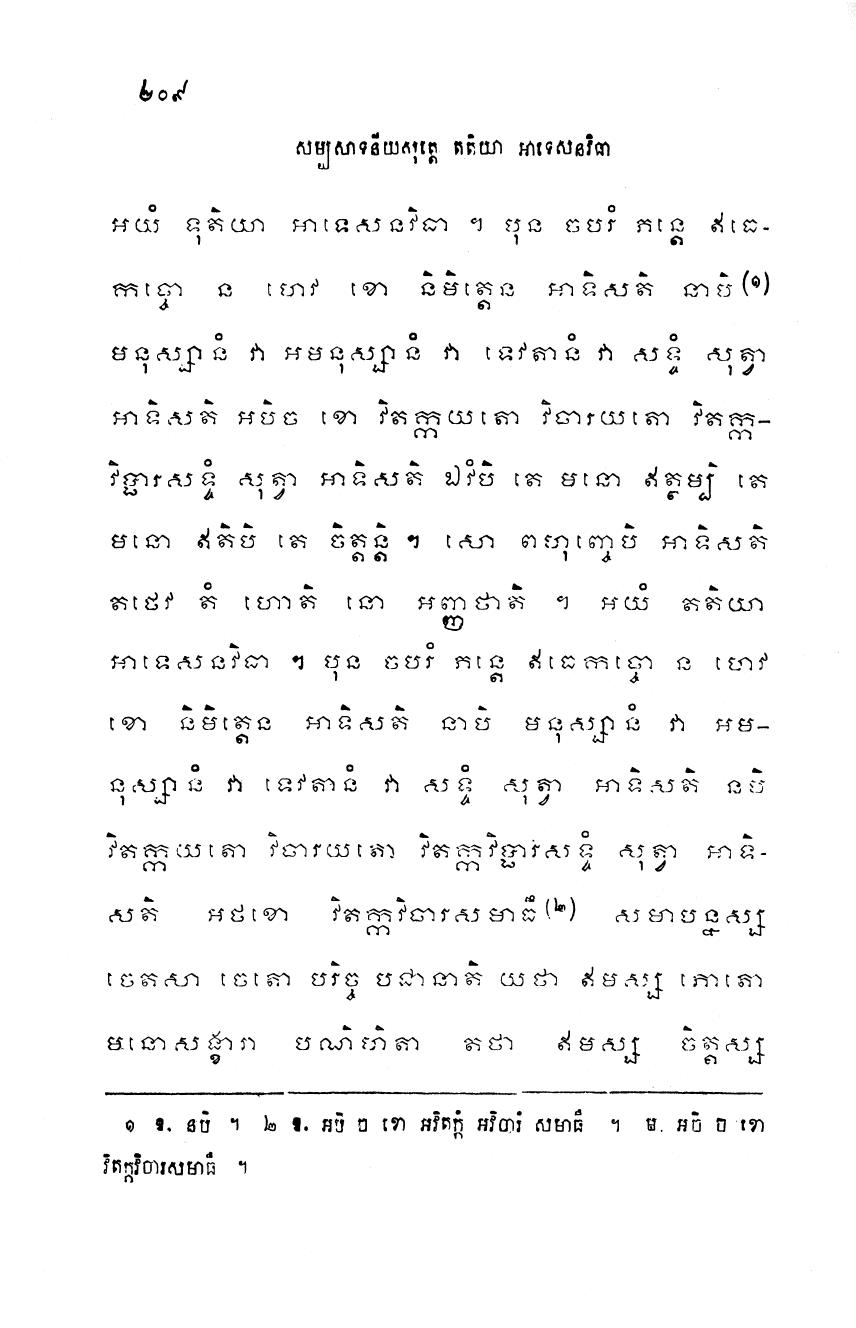 ២០៩
សម្បសាទនីយសុត្តេ តតិយា អាទេសនវិធា
អយំ ទុតិយា អាទេសនវិធា ។ បុន ចបរំ ភន្តេ ឥធេ-
កច្ចោ ន ហេវ ខោ និមិត្តេន អាទិសតិ នាបិ (១)
មនុស្សានំ វា អមនុស្សានំ វា ទេវតានំ វា សទ្ទំ សុត្វា
អាទិសតិ អបិច ខោ វិតក្កយតោ វិចារយតោ វិតក្ក-
វិប្ផារសទ្ទំ សុត្វា អាទិសតិ ឯវំបិ តេ មនោ ឥត្ថម្បិ តេ
មនោ ឥតិបិ តេ ចិត្តន្តិ ។ សោ ពហុញ្ចេបិ អាទិសតិ
តថេវ តំ ហោតិ នោ អញ្ញថាតិ ។ អយំ តតិយា
អាទេសនវិធា ។ បុន ចបរំ ភន្តេ ឥធេកច្ចោ ន ហេវ
ខោ និមិត្តេន អាទិសតិ នាបិ មនុស្សានំ វា អម-
នុស្សានំ វា ទេវតានំ វា សទ្ទំ សុត្វា អាទិសតិ នបិ
វិតក្កយតោ វិចារយតោ វិតក្កវិប្ផារសទ្ទំ សុត្វា អាទិ-
សតិ អថខោ វិតក្កវិចារសមាធឹ (២) សមាបន្នស្ស
ចេតសា ចេតោ បរិច្ច បជានាតិ យថា ឥមស្ស ភោតោ
មនោសង្ខារា បណិហិតា តថា ឥមស្ស ចិត្តស្ស
១ ឱ. នបិ ។ ២ ឱ. អបិ ច ខោ អវិតក្កំ អវិចារំ សមាធឹ ។ ម. អបិ ច ខោ
វិតក្កវិចារសមាធឹ ។